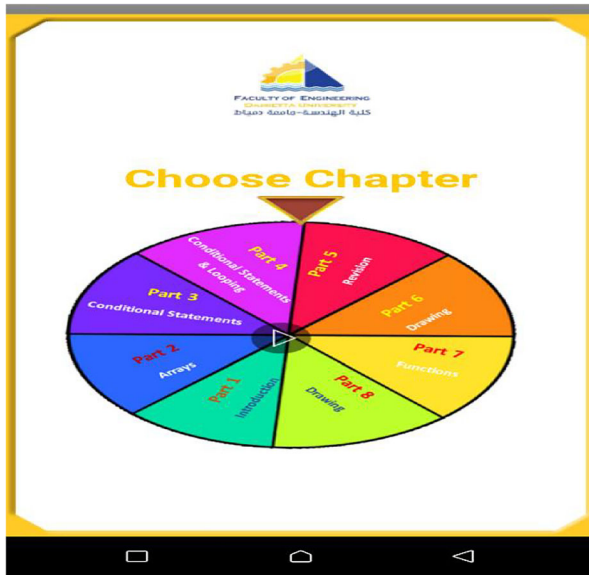 FACULTY OF ENGINEERING
DAMIETTA UNIVERSITY
كلية الهندسة-جامعة دمياط
Choose Chapter
Part 4
Conditional Statements
& Looping
Part 5
Revision
Part 3
Conditional Statements
Part 6
Drawing
Part 2
Arrays
Part 7
Functions
Part 1
Introduction
Part 8
Drawing